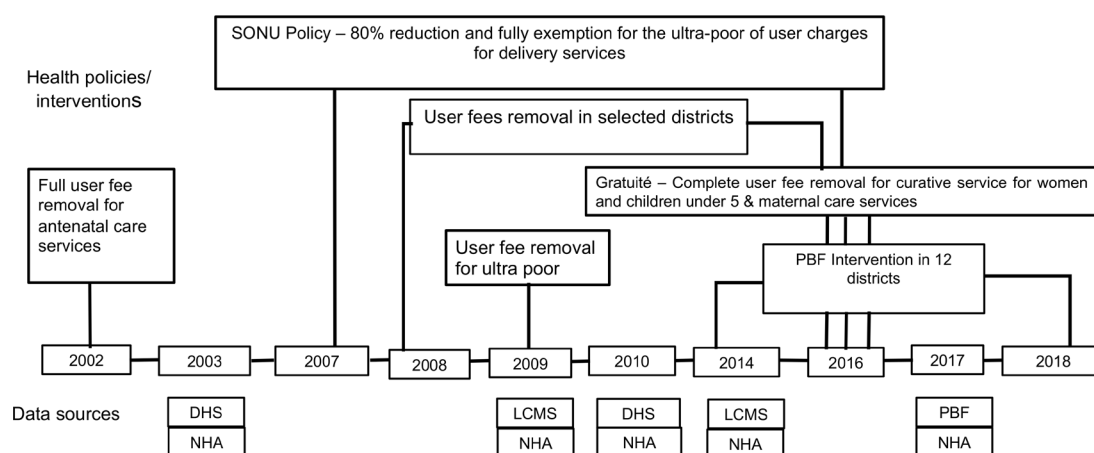 SONU Policy – 80% reduction and fully exemption for the ultra-poor of user charges
for delivery services
Health policies/
interventions
User fees removal in selected districts
Full user fee
removal for
antenatal care
services
Gratuité – Complete user fee removal for curative service for women
and children under 5 & maternal care services
User fee removal
for ultra poor
PBF Intervention in 12
districts
2002 2003 2007 2008 2009 2010 2014 2016 2017 2018
Data sources
DHS LCMS DHS LCMS PBF
NHA NHA NHA NHA NHA